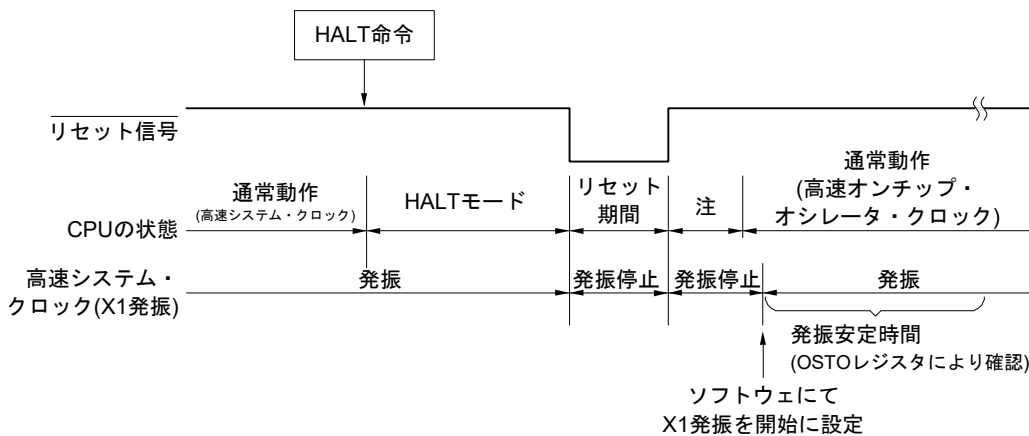 HALT命令
リセット信号
通常動作
(高速システム・クロック)
HALTモード
リセット
期間
注
通常動作
(高速オンチップ・
オシレータ・クロック)
CPUの状態
高速システム・
クロック(X1発振)
発振
発振停止
発振停止
発振
発振安定時間
(OSTOレジスタにより確認)
ソフトウェにて
X1発振を開始に設定